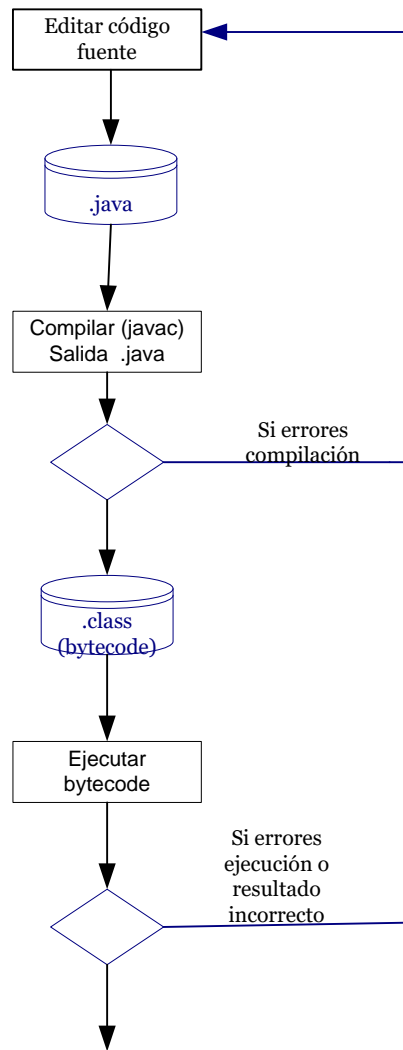 Editar código
fuente
.java
Compilar (javac)
Salida .java
Si errores
compilación
.class
(bytecode)
Ejecutar
bytecode
Si errores
ejecución o
resultado
incorrecto